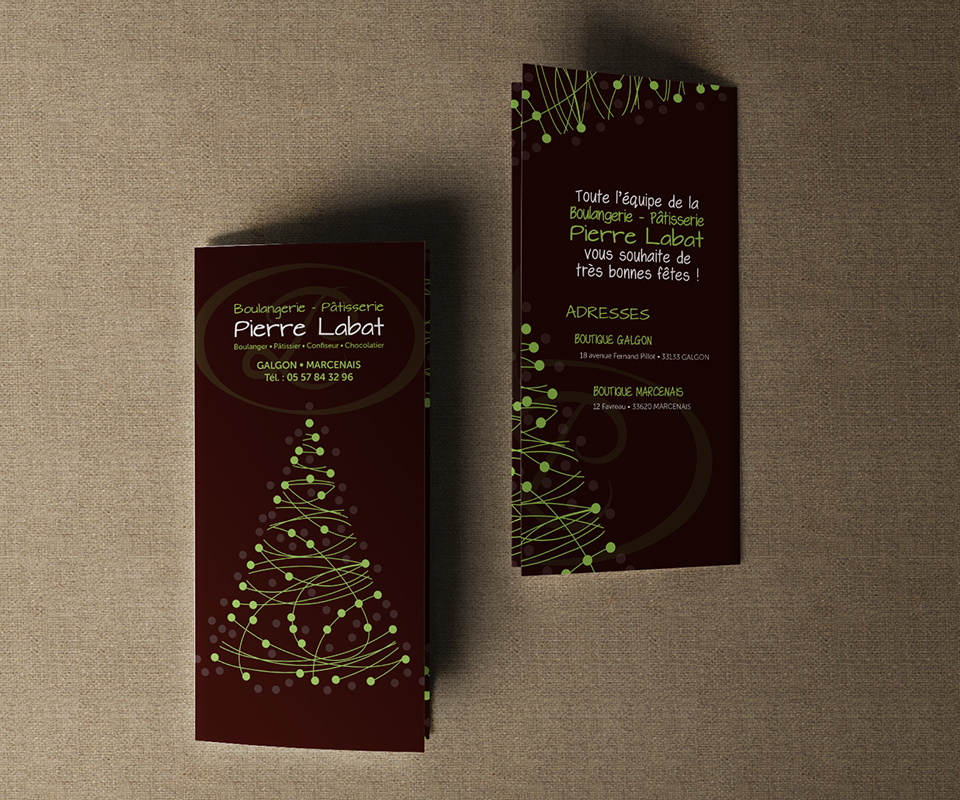 Boulangerie - Pâtisserie
Pierre Labat
Boulanger • Pâtissier • Confiseur • Chocolatier
GALGON • MARCENAIS
Tél. : 05 57 84 32 96
Toute l'équipe de la
Boulangerie - Pâtisserie
Pierre Labat
vous souhaite de
très bonnes fêtes !
ADRESSES
BOUTIQUE GALGON
18 avenue Fernand Pillot • 33133 GALGON
BOUTIQUE MARCENAIS
12 Favreau • 33620 MARCENAIS